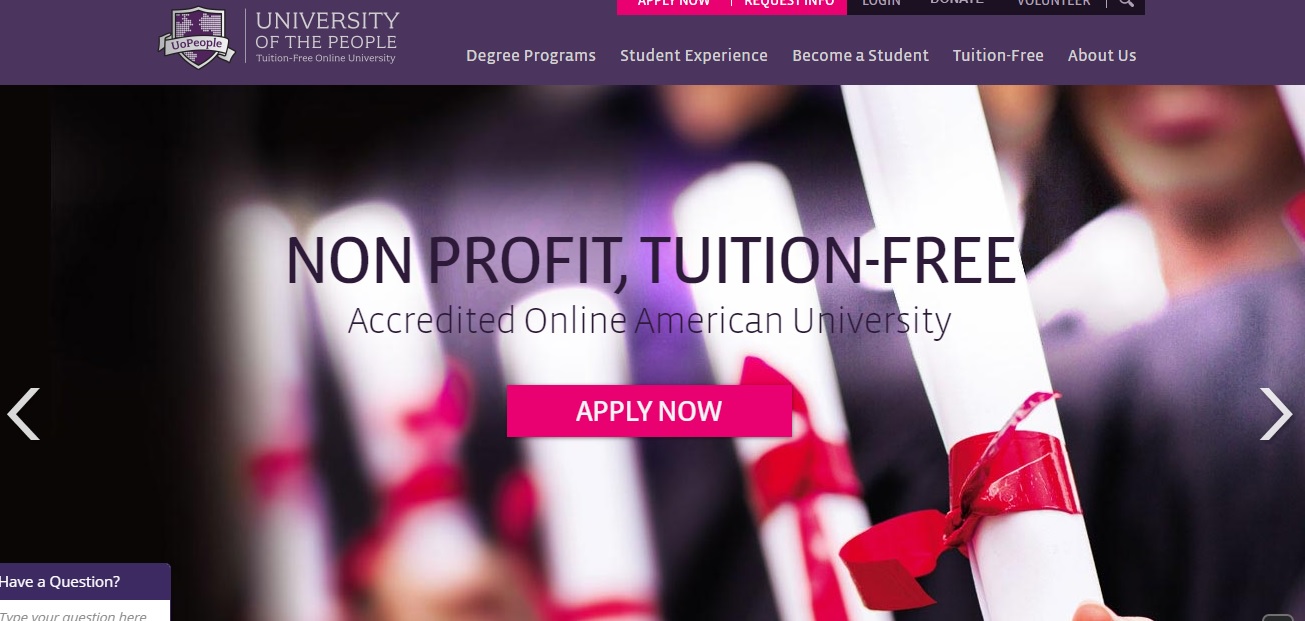 APPLY NOW
REQUEST INFO
LOGIN
DONATE
VOLUNTEER
UoPeople
UNIVERSITY
OF THE PEOPLE
Tuition-Free Online University
Degree Programs
Student Experience
Become a Student
Tuition-Free
About Us
NON PROFIT, TUITION-FREE
Accredited Online American University
APPLY NOW
Have a Question?
Type your question here